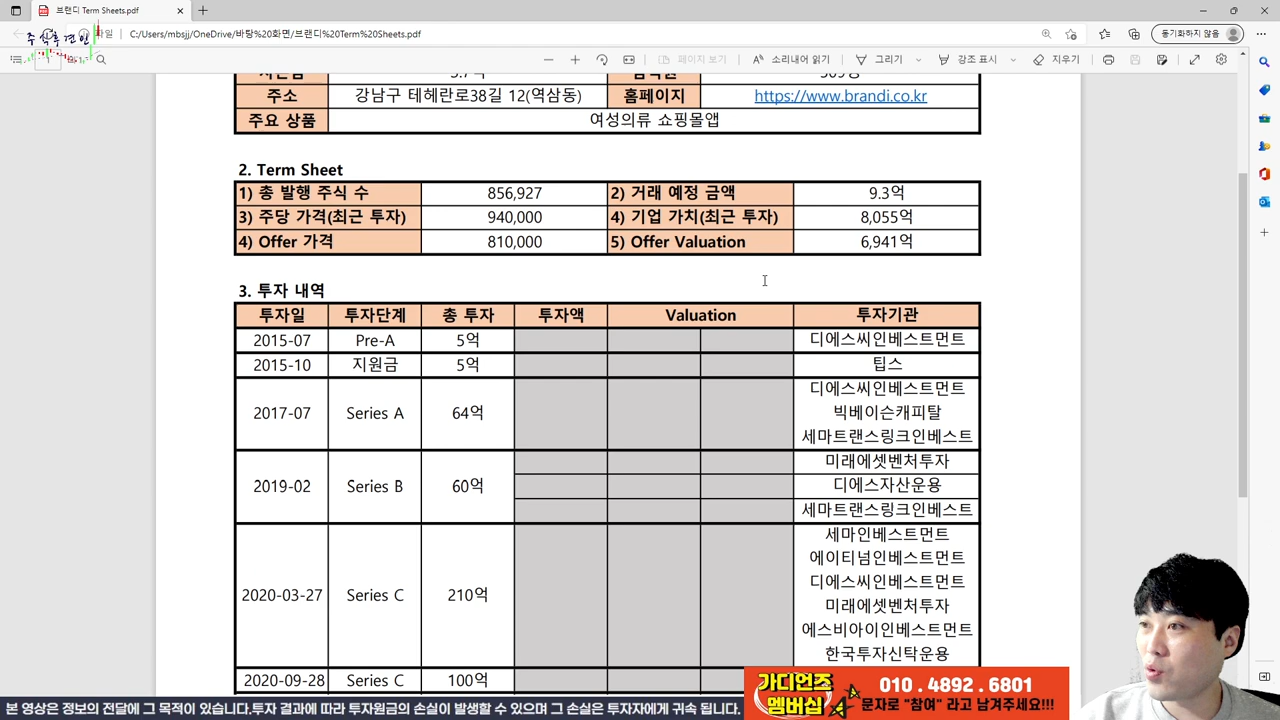 브랜디 Term Sheets.pdf
주식후견인
파일 C:/Users/mbsjj/OneDrive/바탕%20화면/브랜디%20Term%20Sheets.pdf 동기화하지 않음
페이지 보기 소리내어 읽기 그리기 강조 표시 지우기
주소 강남구 테헤란로38길 12(역삼동) 홈페이지 https://www.brandi.co.kr
주요 상품 여성의류 쇼핑몰앱
2. Term Sheet
1) 총 발행 주식 수 856,927 2) 거래 예정 금액 9.3억
3) 주당 가격(최근 투자) 940,000 4) 기업 가치(최근 투자) 8,055억
4) Offer 가격 810,000 5) Offer Valuation 6,941억
3. 투자 내역
투자일 투자단계 총 투자 투자액 Valuation 투자기관
2015-07 Pre-A 5억 디에스씨인베스트먼트
2015-10 지원금 5억 팁스
디에스씨인베스트먼트
2017-07 Series A 64억 빅베이슨캐피탈
세마트랜스링크인베스트
미래에셋벤처투자
2019-02 Series B 60억 디에스자산운용
세마트랜스링크인베스트
세마인베스트먼트
에이티넘인베스트먼트
디에스씨인베스트먼트
2020-03-27 Series C 210억
미래에셋벤처투자
에스비아이인베스트먼트
한국투자신탁운용
2020-09-28 Series C 100억
가디언즈 멤버십
010 . 4892 . 6801
문자로 "참여" 라고 남겨주세요!!!
본 영상은 정보의 전달에 그 목적이 있습니다.투자 결과에 따라 투자원금의 손실이 발생할 수 있으며 그 손실은 투자자에게 귀속 됩니다.